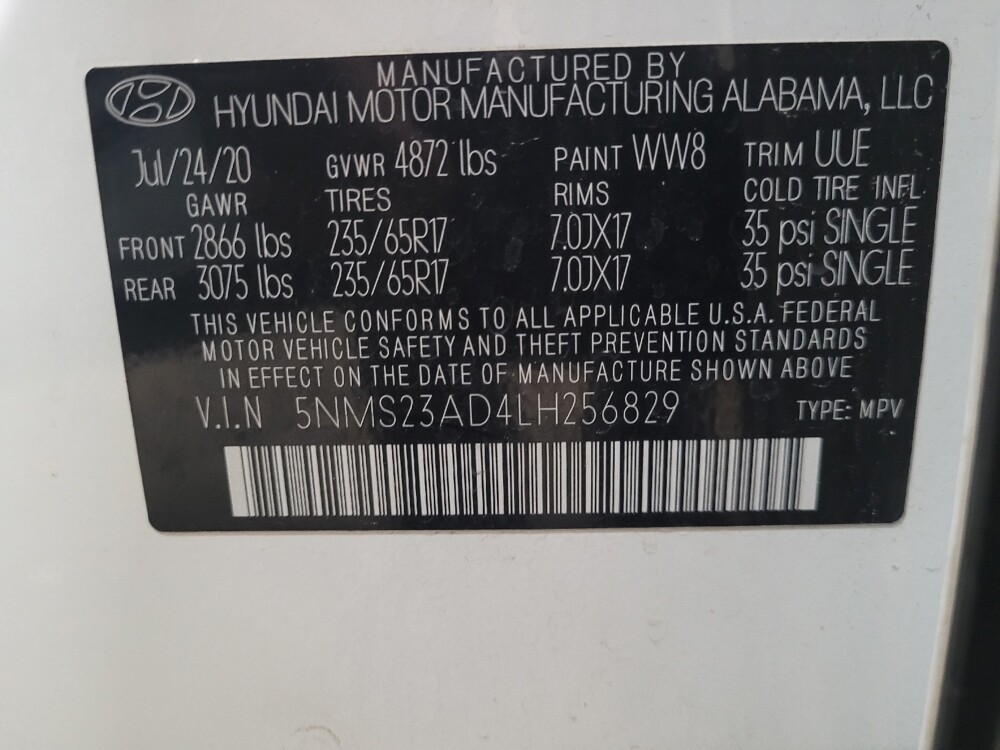 MANUFACTURED BY
HYUNDAI MOTOR MANUFACTURING ALABAMA, LLC
Jul/24/20 GVWR 4872 lbs PAINT WW8 TRIM UUE
GAWR TIRES RIMS COLD TIRE INFL.
FRONT 2866 lbs 235/65R17 7.0JX17 35 psi SINGLE
REAR 3075 lbs 235/65R17 7.0JX17 35 psi SINGLE
THIS VEHICLE CONFORMS TO ALL APPLICABLE U.S.A. FEDERAL
MOTOR VEHICLE SAFETY AND THEFT PREVENTION STANDARDS
IN EFFECT ON THE DATE OF MANUFACTURE SHOWN ABOVE
V.I.N 5NMS23AD4LH256829 TYPE: MPV